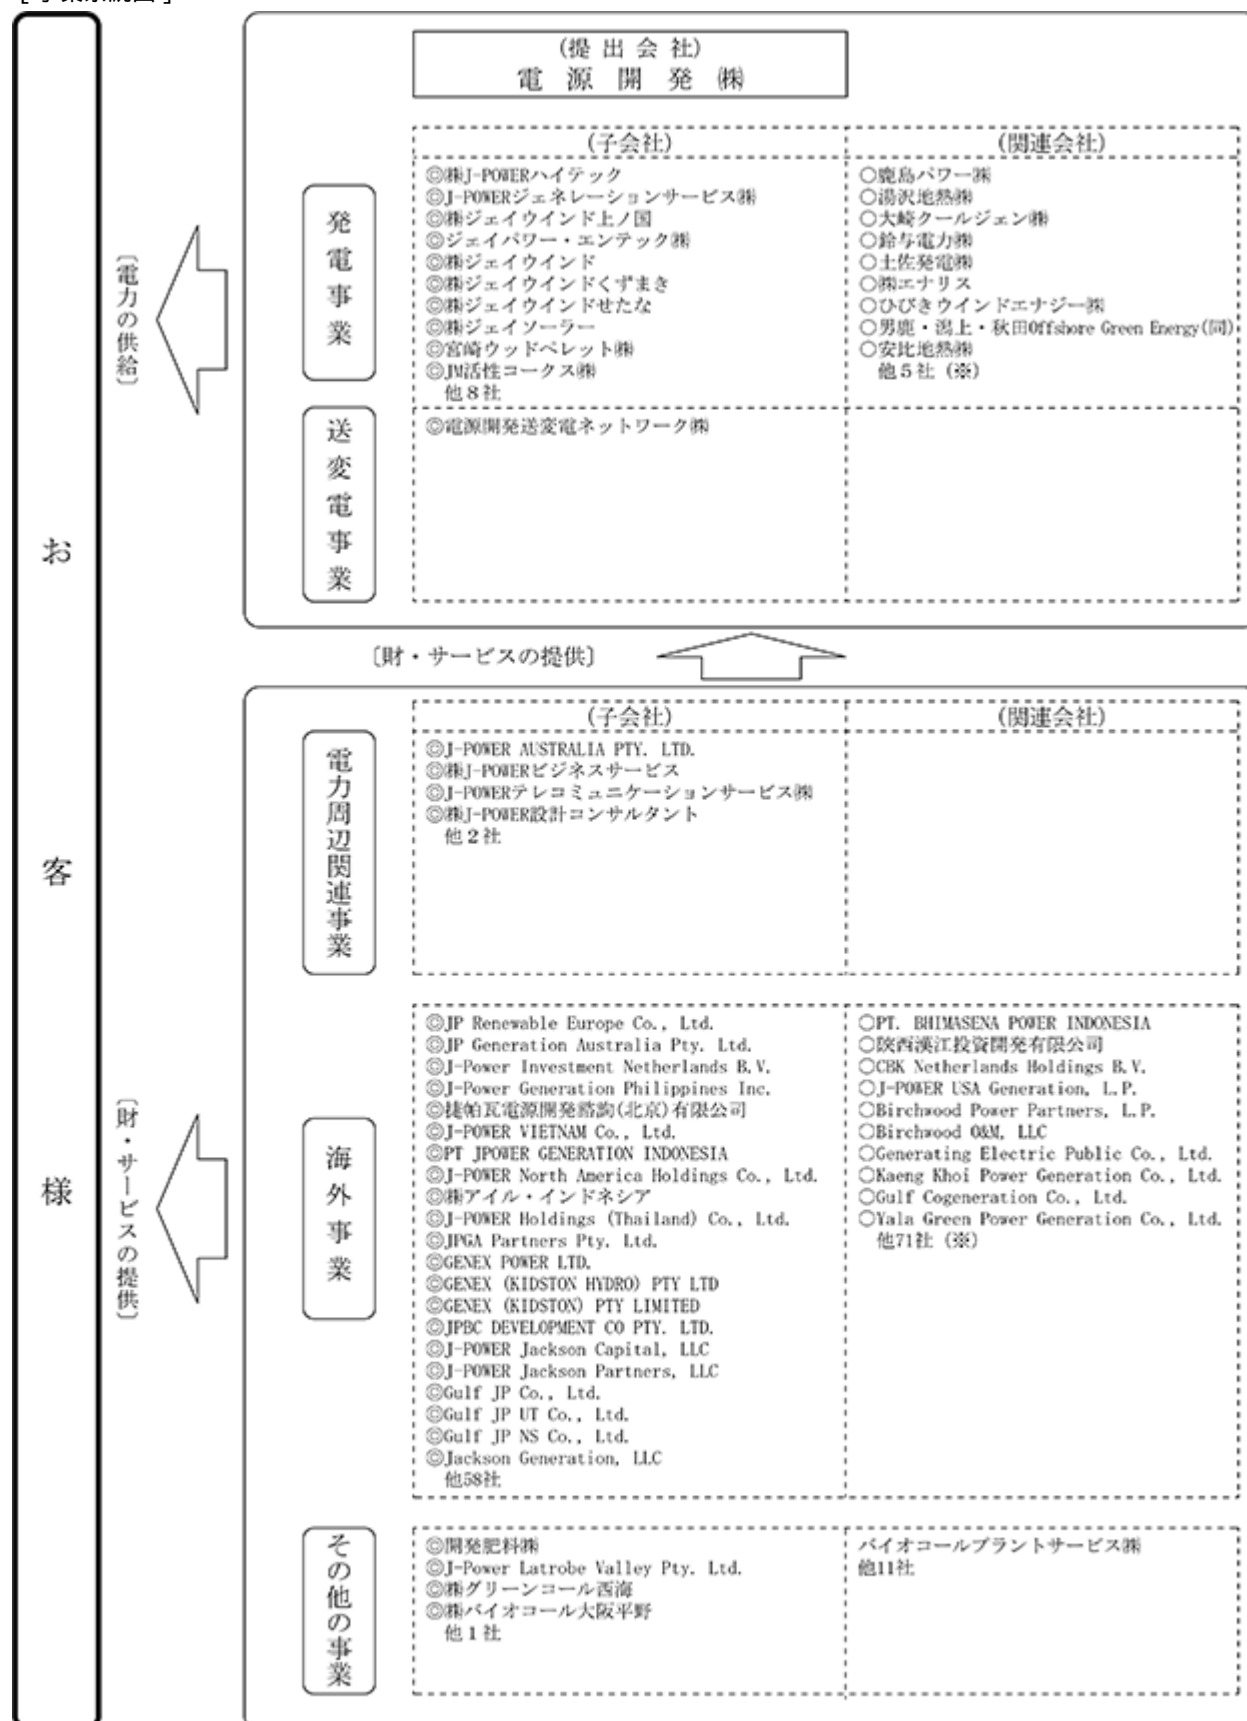 [事業系統図]
(提出会社)
電源開発㈱
(子会社)
(関連会社)
発電事業
◎㈱J-POWERハイテック
◎J-POWERジェネレーションサービス㈱
◎㈱ジェイウインド上ノ国
◎ジェイパワー・エンテック㈱
◎㈱ジェイウインド
◎㈱ジェイウインドくずまき
◎㈱ジェイウインドせたな
◎㈱ジェイソーラー
◎宮崎ウッドペレット㈱
◎JM活性コークス㈱
他8社
○鹿島パワー㈱
○湯沢地熱㈱
○大崎クールジェン㈱
○鈴与電力㈱
○土佐発電㈱
○㈱エナリス
○ひびきウインドエナジー㈱
○男鹿・潟上・秋田Offshore Green Energy(同)
○安比地熱㈱
他5社 (※)
〔電力の供給〕
送変電事業
◎電源開発送変電ネットワーク㈱
お客様
〔財・サービスの提供〕
(子会社)
(関連会社)
電力周辺関連事業
◎J-POWER AUSTRALIA PTY. LTD.
◎㈱J-POWERビジネスサービス
◎J-POWERテレコミュニケーションサービス㈱
◎㈱J-POWER設計コンサルタント
他2社
〔財・サービスの提供〕
海外事業
◎JP Renewable Europe Co., Ltd.
◎JP Generation Australia Pty. Ltd.
◎J-Power Investment Netherlands B.V.
◎J-Power Generation Philippines Inc.
◎捷帕瓦電源開発諮詢(北京)有限公司
◎J-POWER VIETNAM Co., Ltd.
◎PT JPOWER GENERATION INDONESIA
◎J-POWER North America Holdings Co., Ltd.
◎㈱アイル・インドネシア
◎J-POWER Holdings (Thailand) Co., Ltd.
◎JPGA Partners Pty. Ltd.
◎GENEX POWER LTD.
◎GENEX (KIDSTON HYDRO) PTY LTD
◎GENEX (KIDSTON) PTY LIMITED
◎JPBC DEVELOPMENT CO PTY. LTD.
◎J-POWER Jackson Capital, LLC
◎J-POWER Jackson Partners, LLC
◎Gulf JP Co., Ltd.
◎Gulf JP UT Co., Ltd.
◎Gulf JP NS Co., Ltd.
◎Jackson Generation, LLC
他58社
○PT. BHIMASENA POWER INDONESIA
○陝西漢江投資開発有限公司
○CBK Netherlands Holdings B.V.
○J-POWER USA Generation, L.P.
○Birchwood Power Partners, L.P.
○Birchwood O&M, LLC
○Generating Electric Public Co., Ltd.
○Kaeng Khoi Power Generation Co., Ltd.
○Gulf Cogeneration Co., Ltd.
○Yala Green Power Generation Co., Ltd.
他71社 (※)
その他の事業
◎開発肥料㈱
◎J-Power Latrobe Valley Pty. Ltd.
◎㈱グリーンコール西海
◎㈱バイオコール大阪平野
他1社
バイオコールプラントサービス㈱
他11社